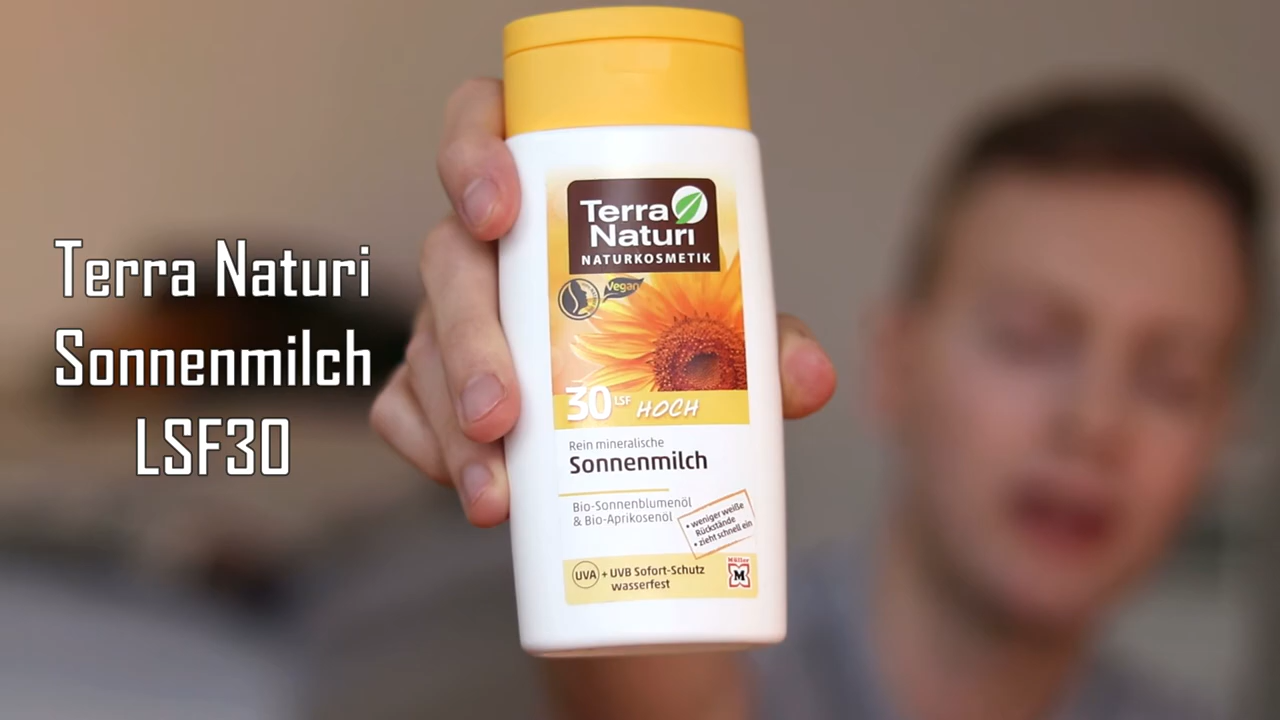 Terra Naturi
Sonnenmilch
LSF30
Terra
Naturi
NATURKOSMETIK
Vegan
30 LSF HOCH
Rein mineralische
Sonnenmilch
Bio-Sonnenblumenöl
& Bio-Aprikosenöl
• weniger weiße
Rückstände
• zieht schnell ein
UVA + UVB Sofort-Schutz
wasserfest
Müller
M